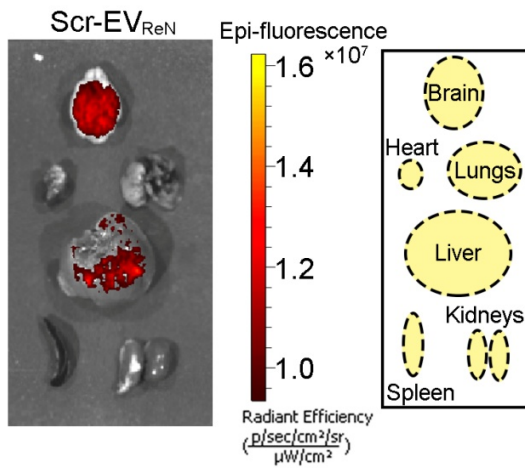 Scr-EV_ReN
Epi-fluorescence
×10⁷
1.6
1.4
1.2
1.0
Radiant Efficiency
(p/sec/cm²/sr / µW/cm²)
Brain
Heart
Lungs
Liver
Kidneys
Spleen